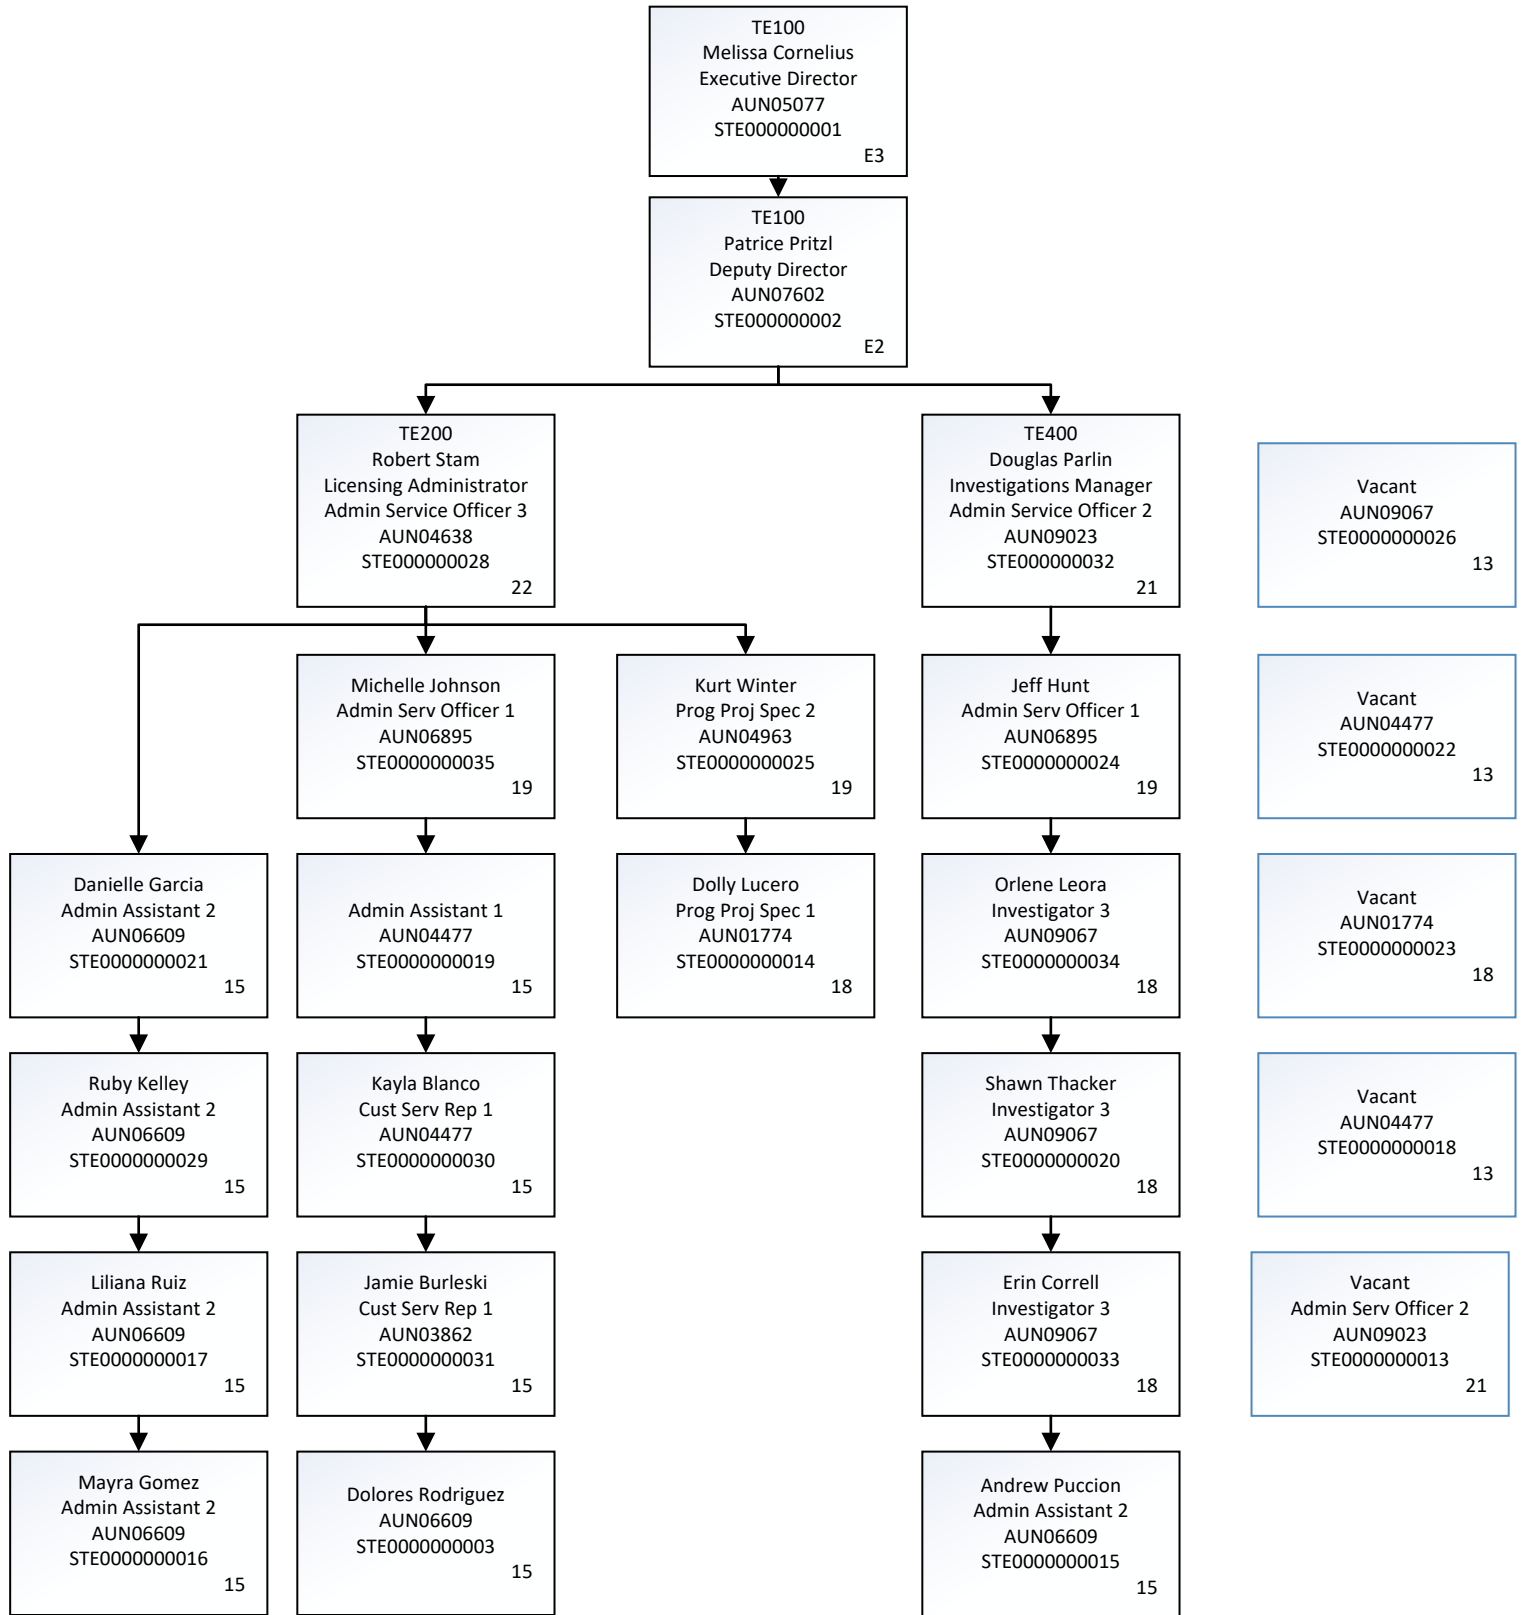 TE100
Melissa Cornelius
Executive Director
AUN05077
STE000000001
E3
TE100
Patrice Pritzl
Deputy Director
AUN07602
STE000000002
E2
TE200
Robert Stam
Licensing Administrator
Admin Service Officer 3
AUN04638
STE000000028
22
TE400
Douglas Parlin
Investigations Manager
Admin Service Officer 2
AUN09023
STE000000032
21
Vacant
AUN09067
STE0000000026
13
Michelle Johnson
Admin Serv Officer 1
AUN06895
STE0000000035
19
Kurt Winter
Prog Proj Spec 2
AUN04963
STE0000000025
19
Jeff Hunt
Admin Serv Officer 1
AUN06895
STE0000000024
19
Vacant
AUN04477
STE0000000022
13
Danielle Garcia
Admin Assistant 2
AUN06609
STE0000000021
15
Admin Assistant 1
AUN04477
STE0000000019
15
Dolly Lucero
Prog Proj Spec 1
AUN01774
STE0000000014
18
Orlene Leora
Investigator 3
AUN09067
STE0000000034
18
Vacant
AUN01774
STE0000000023
18
Ruby Kelley
Admin Assistant 2
AUN06609
STE0000000029
15
Kayla Blanco
Cust Serv Rep 1
AUN04477
STE0000000030
15
Shawn Thacker
Investigator 3
AUN09067
STE0000000020
18
Vacant
AUN04477
STE0000000018
13
Liliana Ruiz
Admin Assistant 2
AUN06609
STE0000000017
15
Jamie Burleski
Cust Serv Rep 1
AUN03862
STE0000000031
15
Erin Correll
Investigator 3
AUN09067
STE0000000033
18
Vacant
Admin Serv Officer 2
AUN09023
STE0000000013
21
Mayra Gomez
Admin Assistant 2
AUN06609
STE0000000016
15
Dolores Rodriguez
AUN06609
STE0000000003
15
Andrew Puccion
Admin Assistant 2
AUN06609
STE0000000015
15